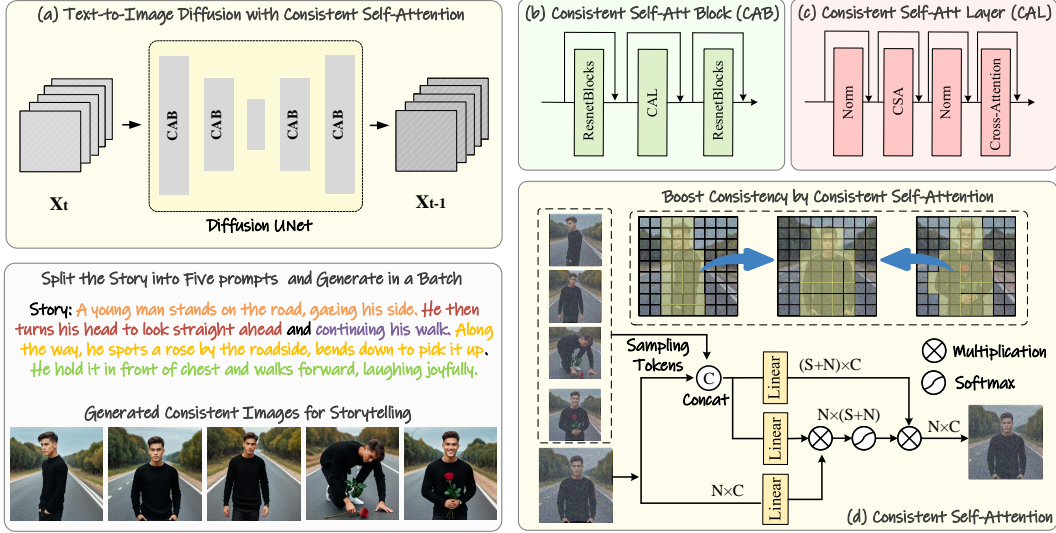 (a) Text-to-Image Diffusion with Consistent Self-Attention
CAB
CAB
CAB
CAB
Xt
Xt-1
Diffusion UNet
Split the Story into Five prompts and Generate in a Batch
Story: A young man stands on the road, gazing his side. He then
turns his head to look straight ahead and continuing his walk. Along
the way, he spots a rose by the roadside, bends down to pick it up.
He hold it in front of chest and walks forward, laughing joyfully.
Generated Consistent Images for Storytelling
(b) Consistent Self-Att Block (CAB)
ResnetBlocks
CAL
ResnetBlocks
(c) Consistent Self-Att Layer (CAL)
Norm
CSA
Norm
Cross-Attention
Boost Consistency by Consistent Self-Attention
Sampling
Tokens
C
Concat
Linear
(S+N)×C
Multiplication
Softmax
Linear
N×(S+N)
N×C
N×C
Linear
(d) Consistent Self-Attention